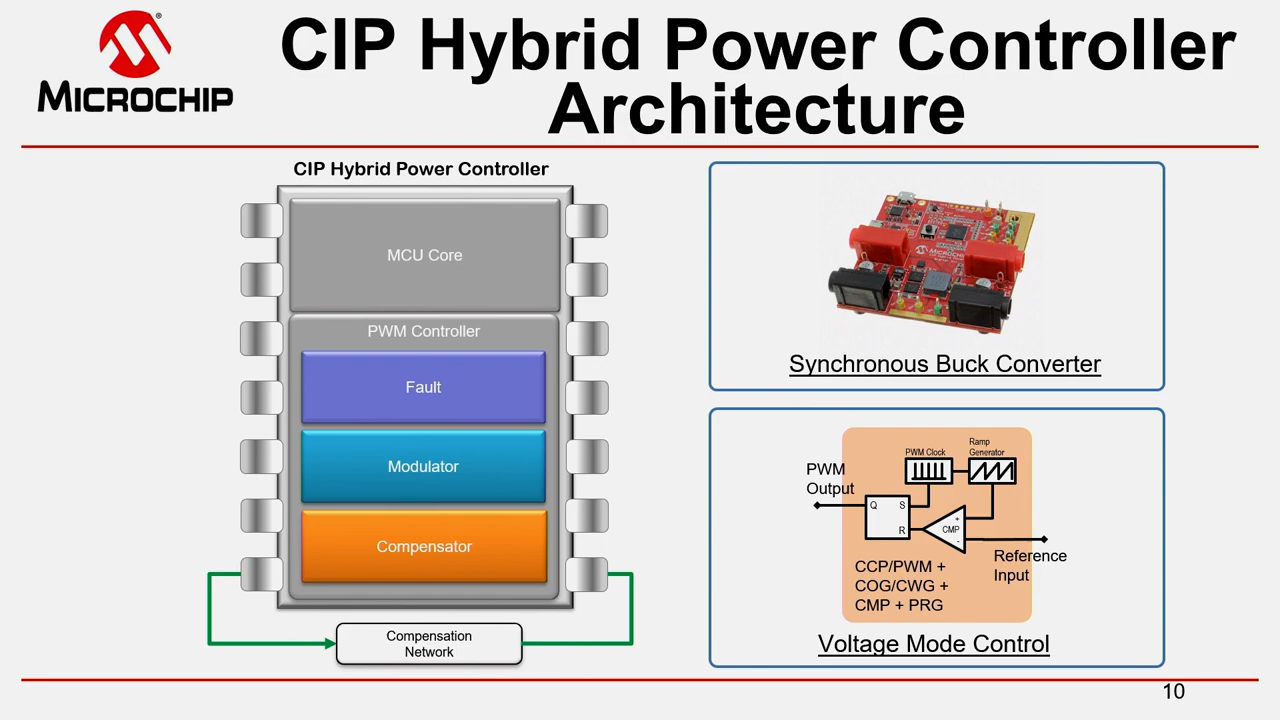 MICROCHIP
CIP Hybrid Power Controller
Architecture
CIP Hybrid Power Controller
MCU Core
PWM Controller
Fault
Modulator
Compensator
Compensation
Network
Synchronous Buck Converter
PWM
Output
PWM Clock
Ramp
Generator
Q
S
R
CMP
+
-
Reference
Input
CCP/PWM +
COG/CWG +
CMP + PRG
Voltage Mode Control
10